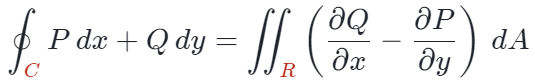 ∮_C P dx + Q dy = ∬_R ( ∂Q/∂x − ∂P/∂y ) dA